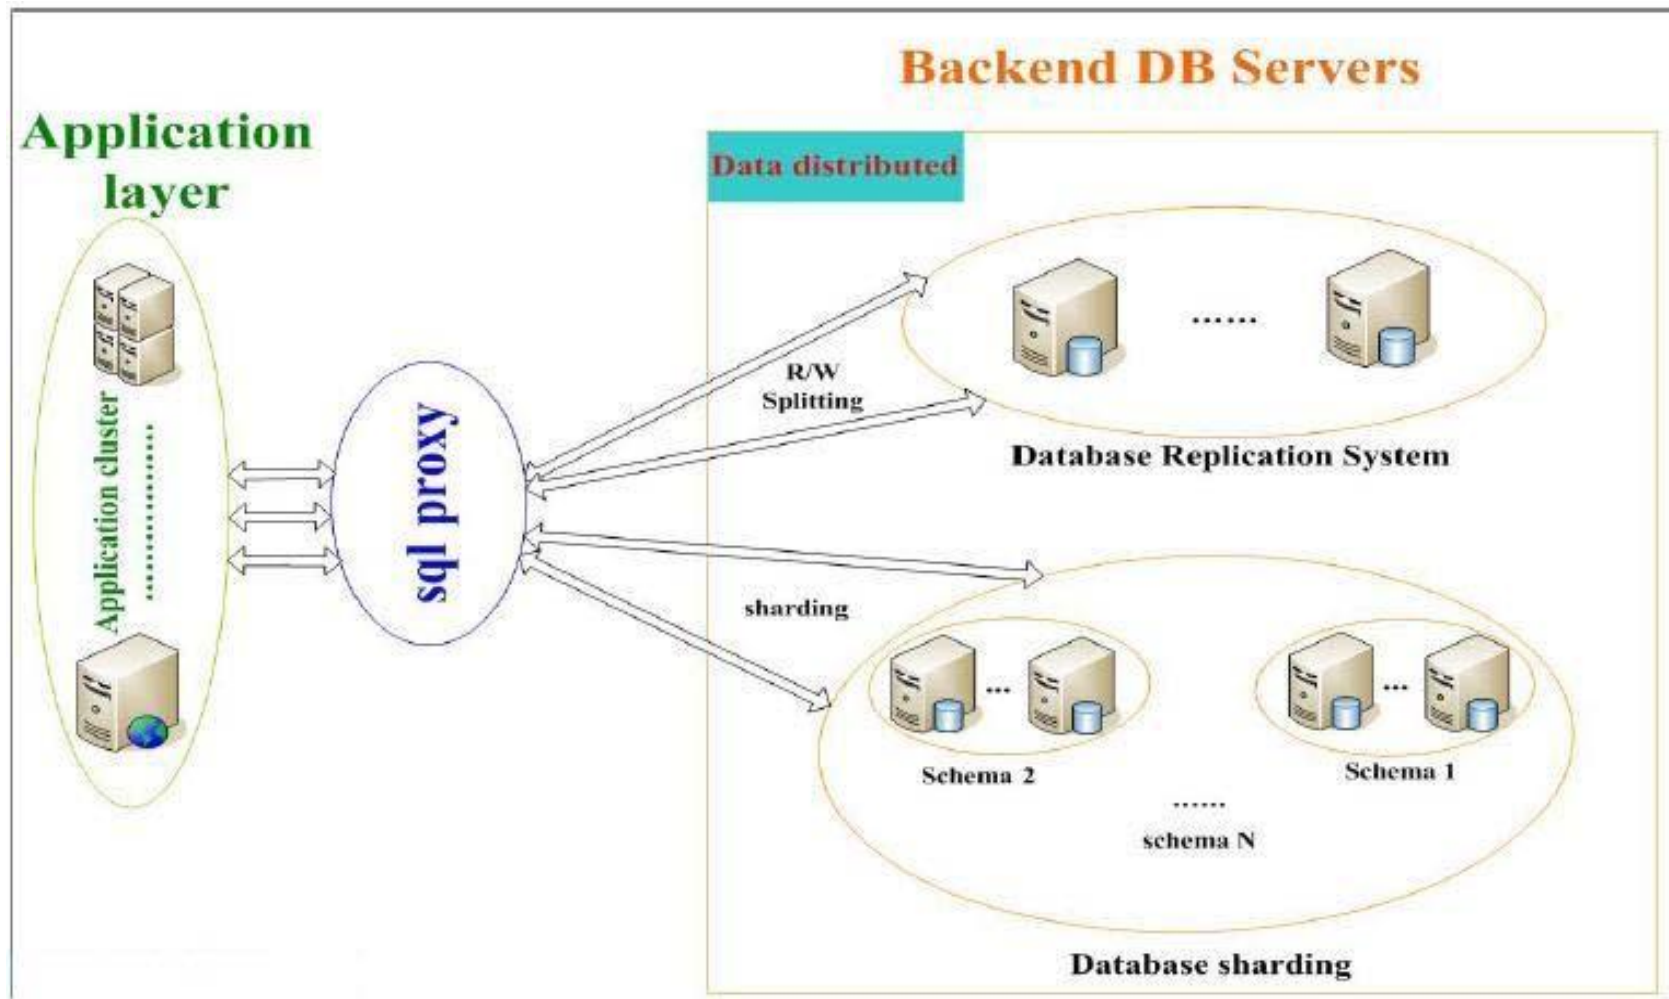 Backend DB Servers
Application
layer
Data distributed
Application cluster
sql proxy
R/W
Splitting
......
Database Replication System
sharding
...
...
Schema 2
Schema 1
......
schema N
Database sharding